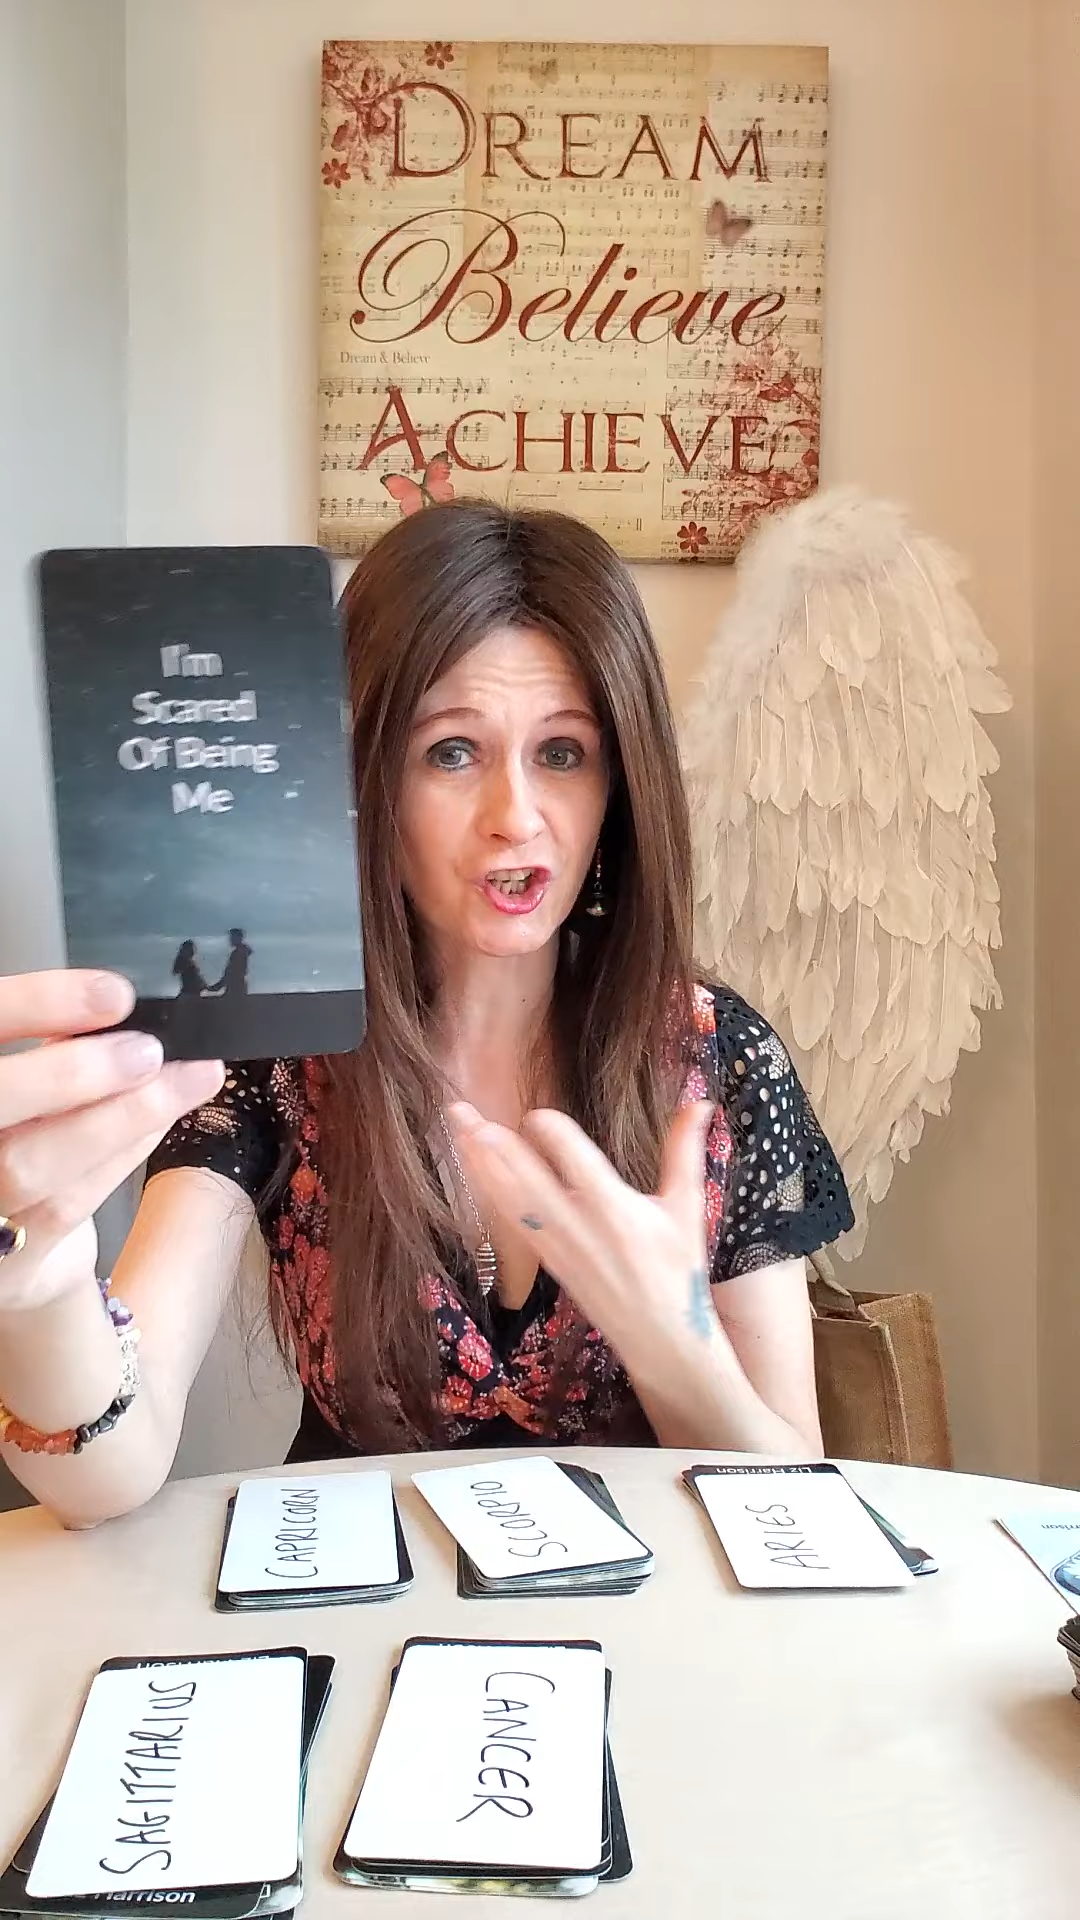 DREAM
Believe
Dream & Believe
ACHIEVE
I'm
Scared
Of Being
Me
CAPRICORN
SCORPIO
Liz Harrison
ARIES
SAGITTARIUS
Harrison
CANCER